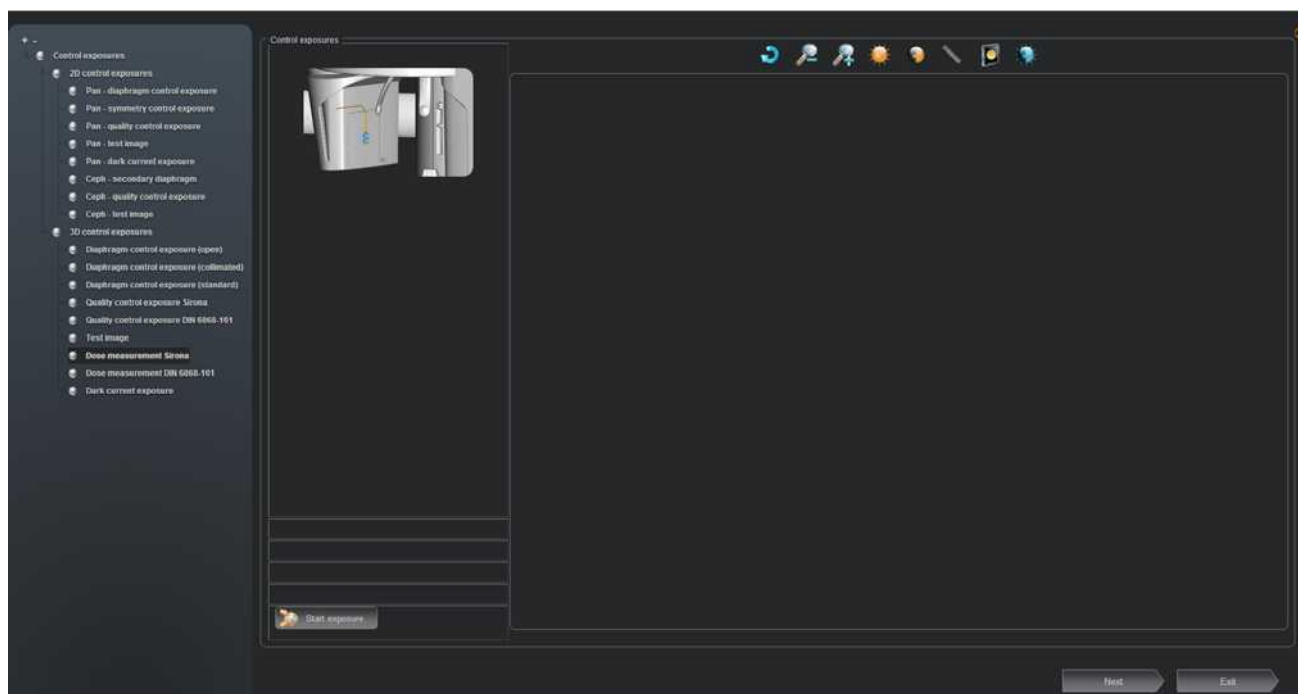 + -
Control exposures
2D control exposures
Pan - diaphragm control exposure
Pan - symmetry control exposure
Pan - quality control exposure
Pan - test image
Pan - dark current exposure
Ceph - secondary diaphragm
Ceph - quality control exposure
Ceph - test image
3D control exposures
Diaphragm control exposure (open)
Diaphragm control exposure (collimated)
Diaphragm control exposure (standard)
Quality control exposure Sirona
Quality control exposure DIN 6868-101
Test image
Dose measurement Sirona
Dose measurement DIN 6868-101
Dark current exposure
Control exposures
Start exposure
Next
Exit